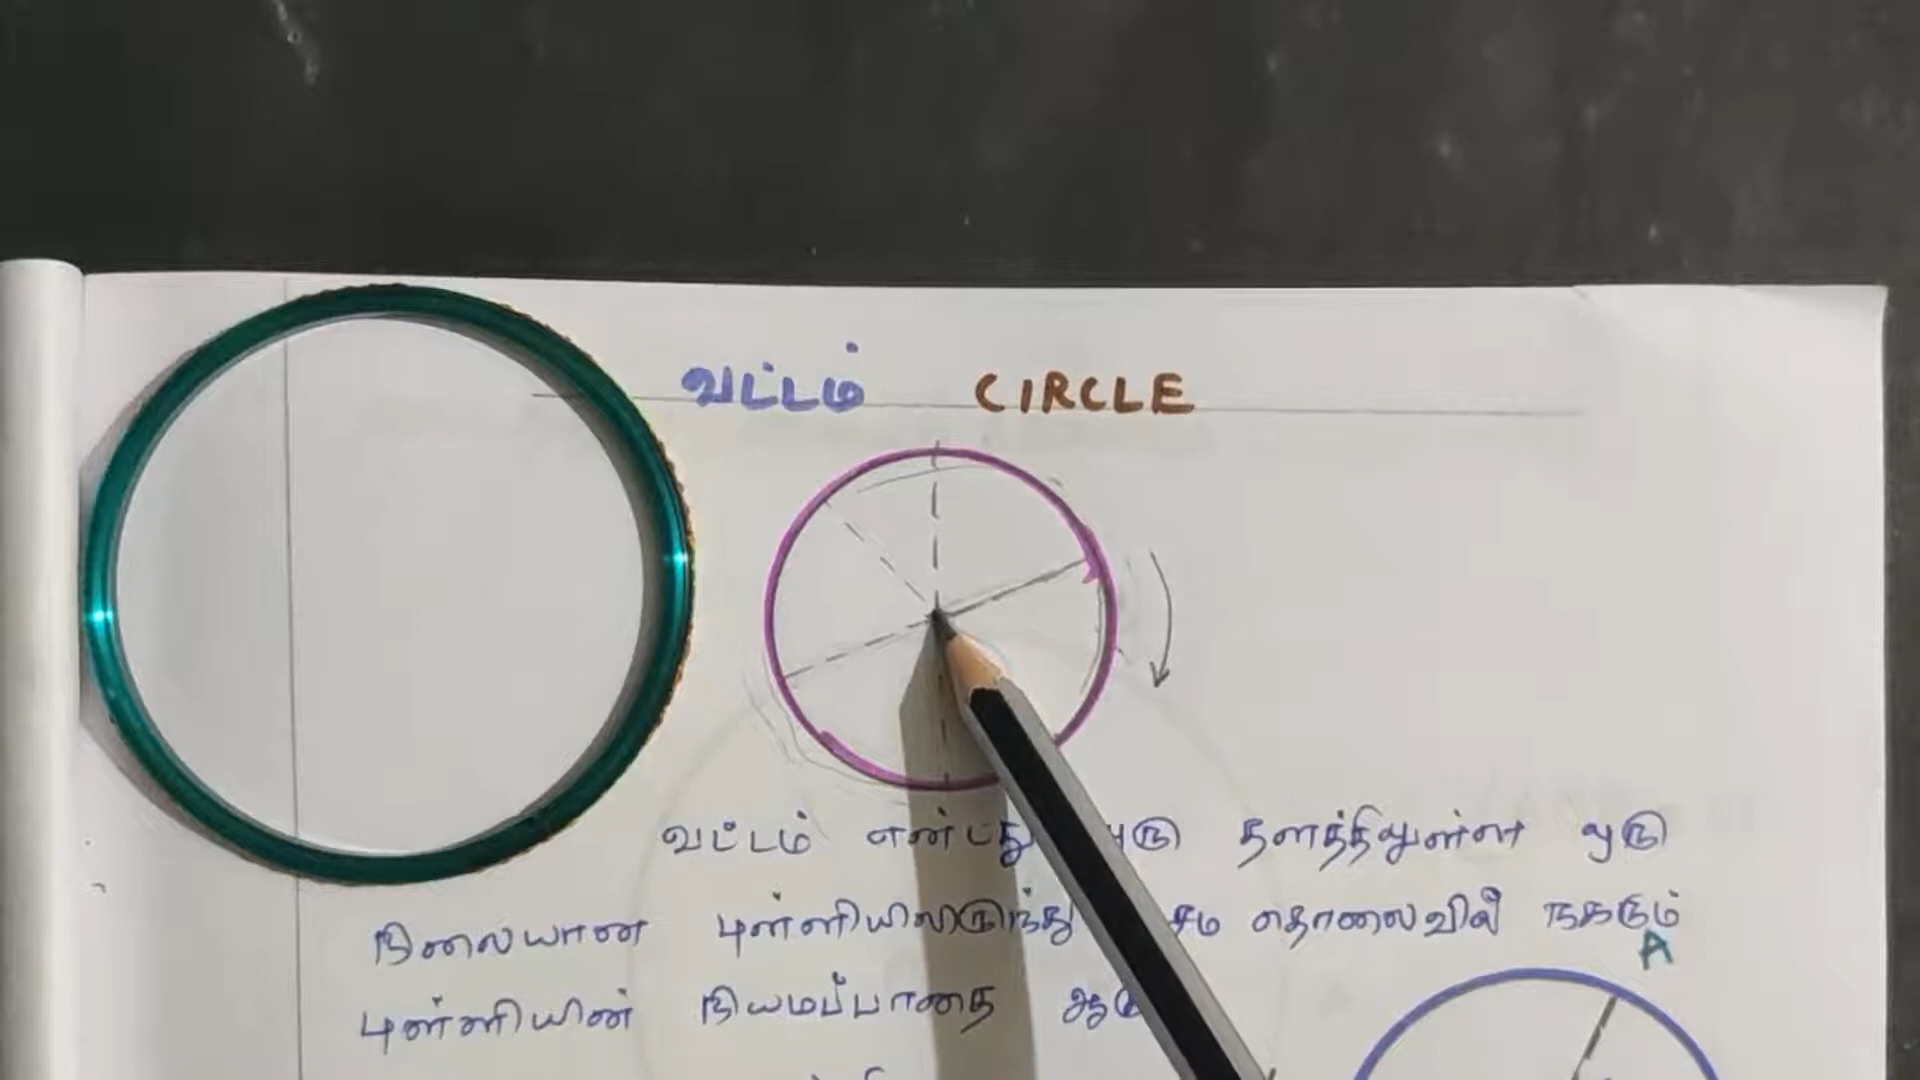 வட்டம் CIRCLE
வட்டம் என்பது ஒரு தளத்திலுள்ள ஒரு
நிலையான புள்ளியிலிருந்து சம தொலைவில் நகரும்
A
புள்ளியின் நியமப்பாதை